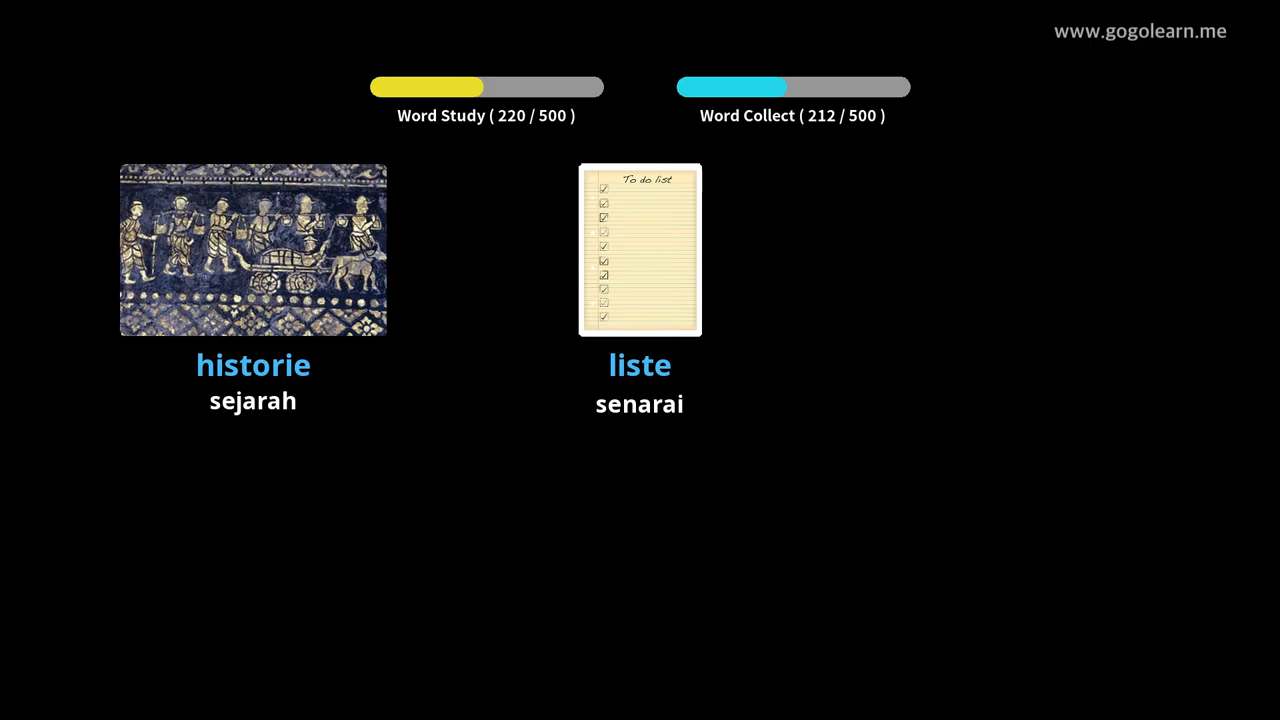 www.gogolearn.me
Word Study ( 220 / 500 )
Word Collect ( 212 / 500 )
To do list
historie
sejarah
liste
senarai